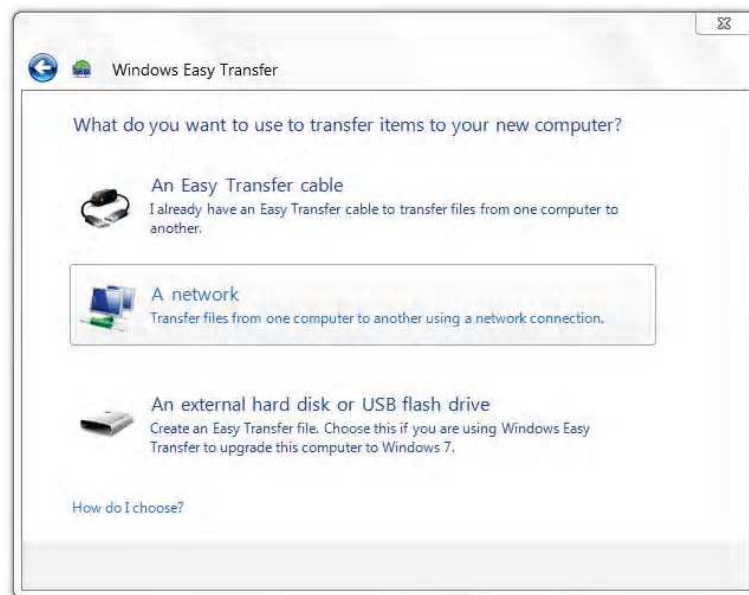 Windows Easy Transfer
What do you want to use to transfer items to your new computer?
An Easy Transfer cable
I already have an Easy Transfer cable to transfer files from one computer to
another.
A network
Transfer files from one computer to another using a network connection.
An external hard disk or USB flash drive
Create an Easy Transfer file. Choose this if you are using Windows Easy
Transfer to upgrade this computer to Windows 7.
How do I choose?